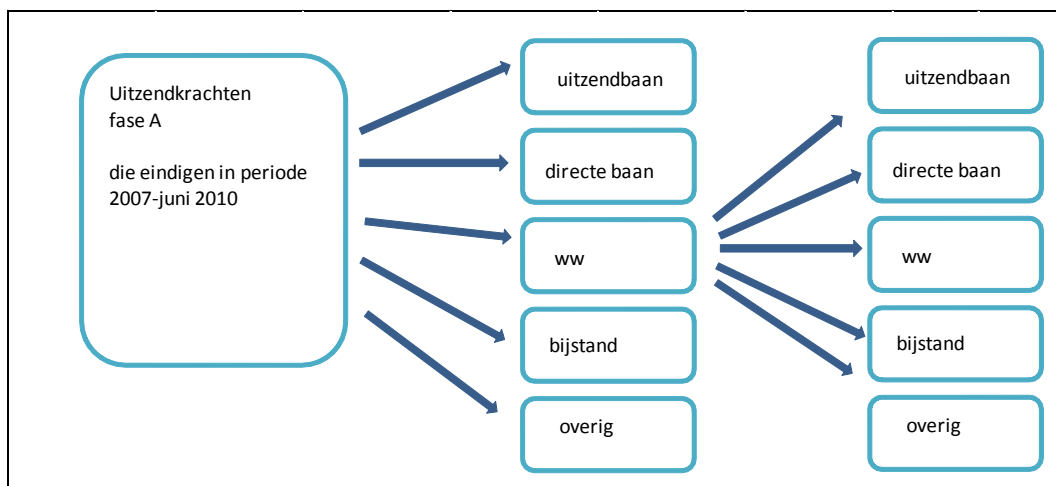 Uitzendkrachten
fase A
die eindigen in periode
2007-juni 2010
uitzendbaan
directe baan
ww
bijstand
overig
uitzendbaan
directe baan
ww
bijstand
overig